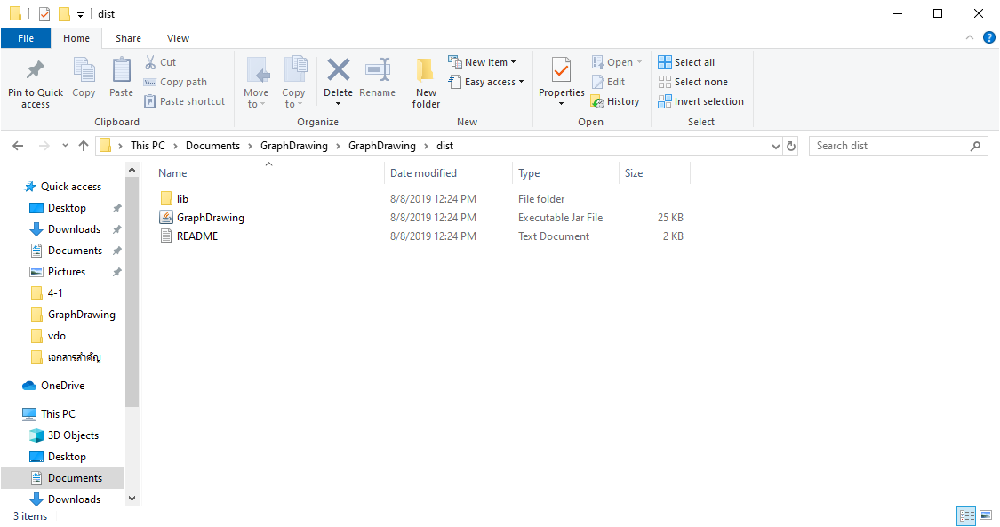 dist
File Home Share View
Pin to Quick access
Copy
Paste
Cut
Copy path
Paste shortcut
Clipboard
Move to
Copy to
Delete
Rename
Organize
New folder
New item
Easy access
New
Properties
Open
Edit
History
Open
Select all
Select none
Invert selection
Select
This PC > Documents > GraphDrawing > GraphDrawing > dist
Search dist
Name Date modified Type Size
lib 8/8/2019 12:24 PM File folder
GraphDrawing 8/8/2019 12:24 PM Executable Jar File 25 KB
README 8/8/2019 12:24 PM Text Document 2 KB
Quick access
Desktop
Downloads
Documents
Pictures
4-1
GraphDrawing
vdo
เอกสารสำคัญ
OneDrive
This PC
3D Objects
Desktop
Documents
Downloads
3 items